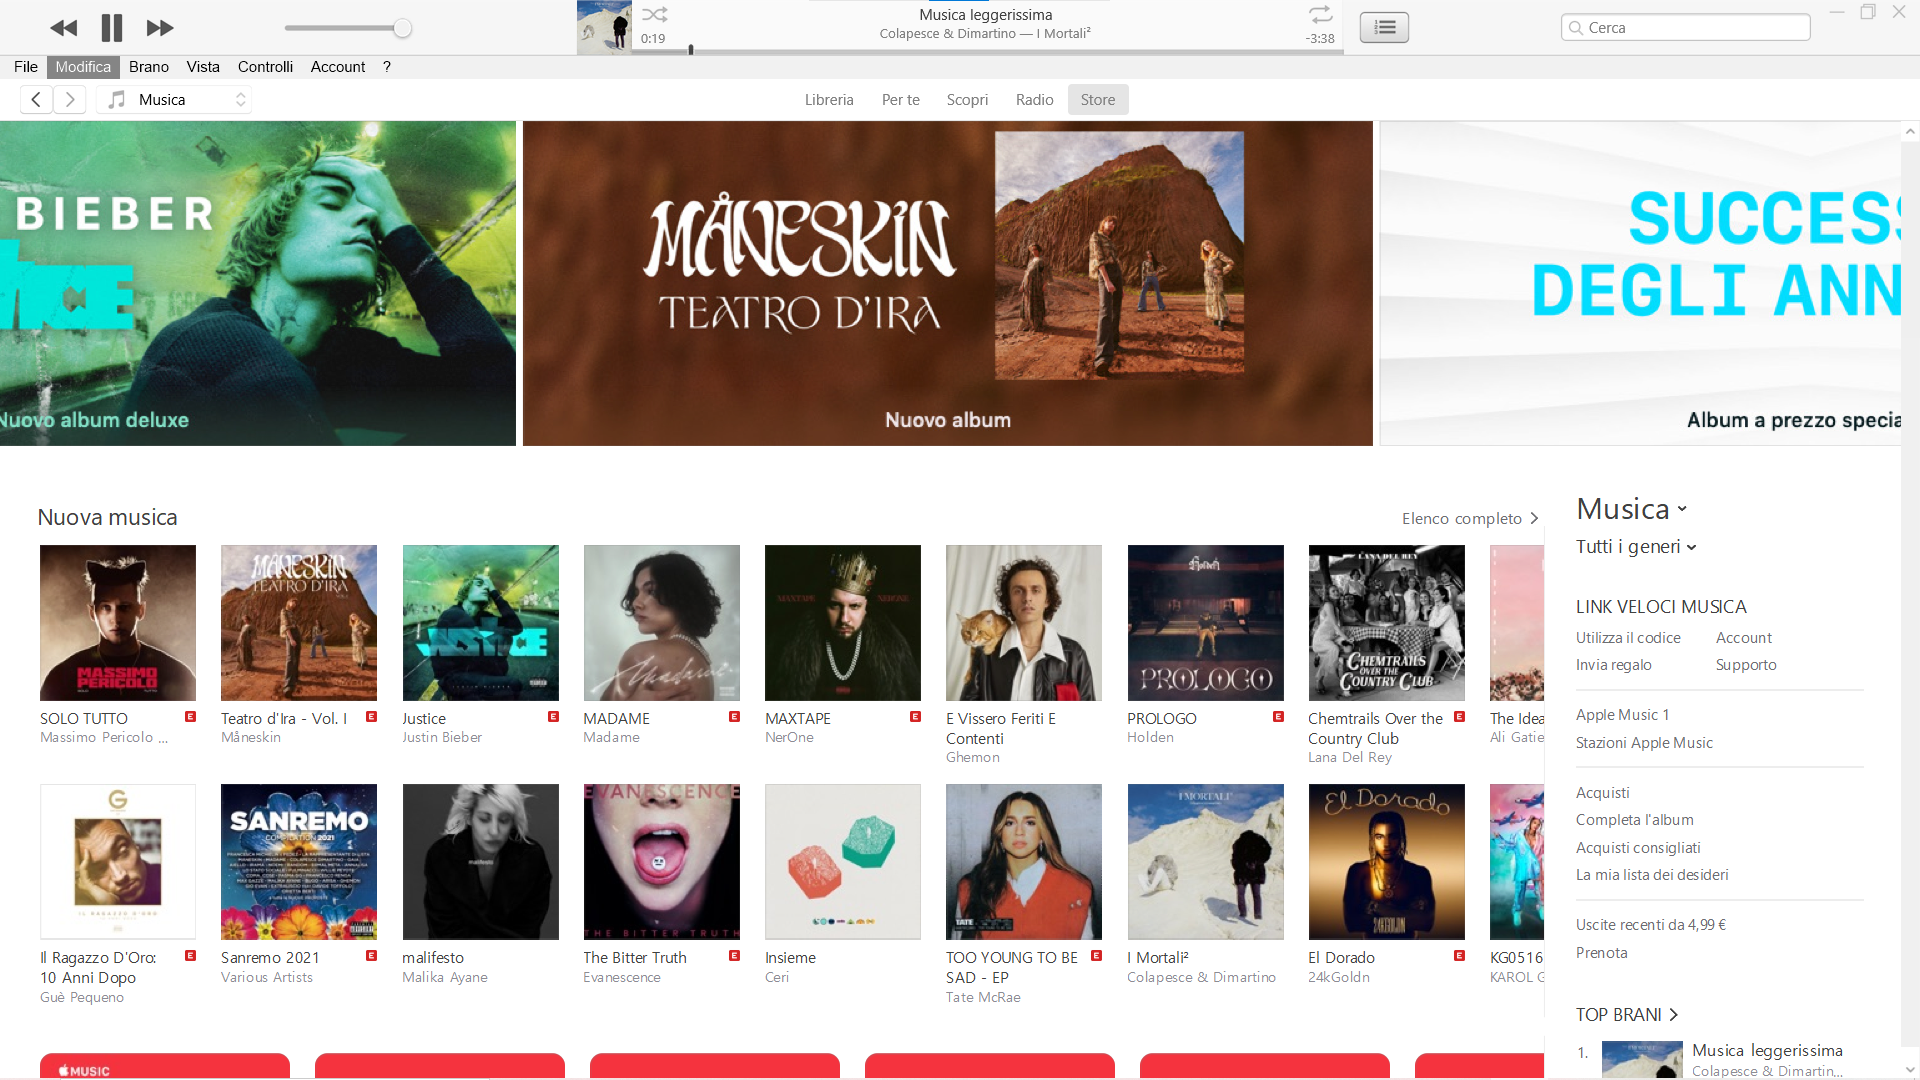 Musica leggerissima
0:19
Colapesce & Dimartino — I Mortali²
-3:38
Cerca
File Modifica Brano Vista Controlli Account ?
Musica
Libreria Per te Scopri Radio Store
BIEBER
Nuovo album deluxe
MÅNESKIN
TEATRO D'IRA
Nuovo album
SUCCESS
DEGLI ANN
Album a prezzo specia
Nuova musica
Elenco completo
SOLO TUTTO
Massimo Pericolo ...
Teatro d'Ira - Vol. I
Måneskin
Justice
Justin Bieber
MADAME
Madame
MAXTAPE
NerOne
E Vissero Feriti E
Contenti
Ghemon
PROLOGO
Holden
Chemtrails Over the
Country Club
Lana Del Rey
The Idea
Ali Gatie
Il Ragazzo D'Oro:
10 Anni Dopo
Guè Pequeno
Sanremo 2021
Various Artists
malifesto
Malika Ayane
The Bitter Truth
Evanescence
Insieme
Ceri
TOO YOUNG TO BE
SAD - EP
Tate McRae
I Mortali²
Colapesce & Dimartino
El Dorado
24kGoldn
KG0516
KAROL G
MUSIC
Musica
Tutti i generi
LINK VELOCI MUSICA
Utilizza il codice
Account
Invia regalo
Supporto
Apple Music 1
Stazioni Apple Music
Acquisti
Completa l'album
Acquisti consigliati
La mia lista dei desideri
Uscite recenti da 4,99 €
Prenota
TOP BRANI
1.
Musica leggerissima
Colapesce & Dimartin...